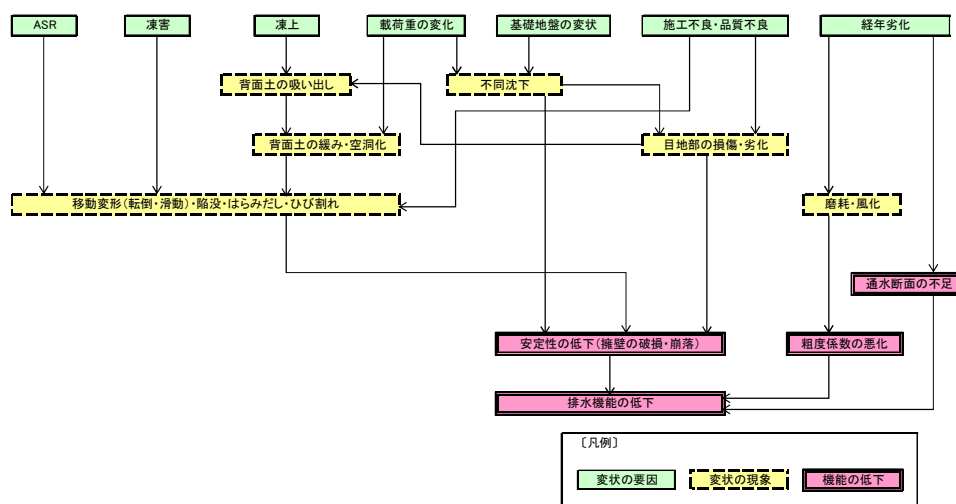 ASR
凍害
凍上
載荷重の変化
基礎地盤の変状
施工不良・品質不良
経年劣化
背面土の吸い出し
不同沈下
背面土の緩み・空洞化
目地部の損傷・劣化
移動変形(転倒・滑動)・陥没・はらみだし・ひび割れ
磨耗・風化
通水断面の不足
安定性の低下(擁壁の破損・崩落)
粗度係数の悪化
排水機能の低下
〔凡例〕
変状の要因
変状の現象
機能の低下